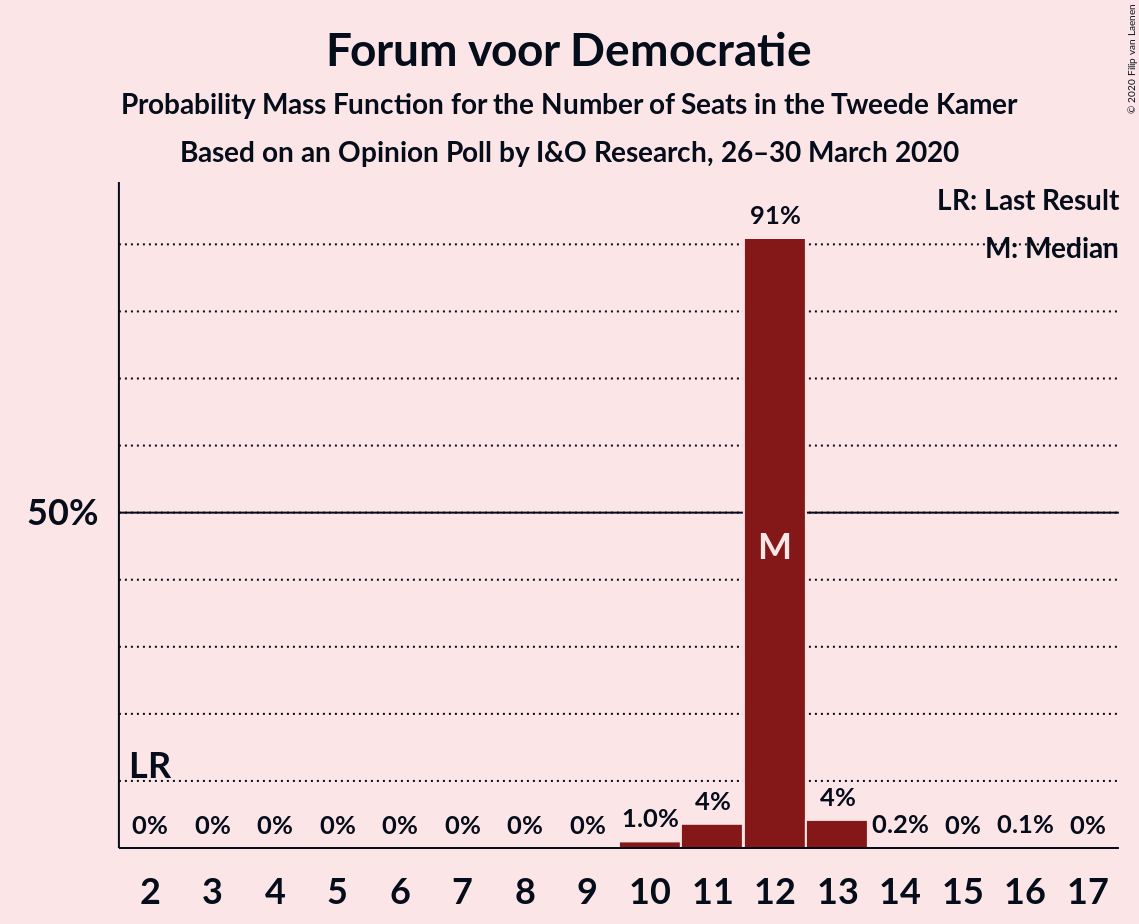 Forum voor Democratie
Probability Mass Function for the Number of Seats in the Tweede Kamer
Based on an Opinion Poll by I&O Research, 26–30 March 2020
© 2020 Filip van Laenen
LR: Last Result
M: Median
91%
50%
M
LR
0% 0% 0% 0% 0% 0% 0% 0% 1.0% 4% 4% 0.2% 0% 0.1% 0%
2 3 4 5 6 7 8 9 10 11 12 13 14 15 16 17